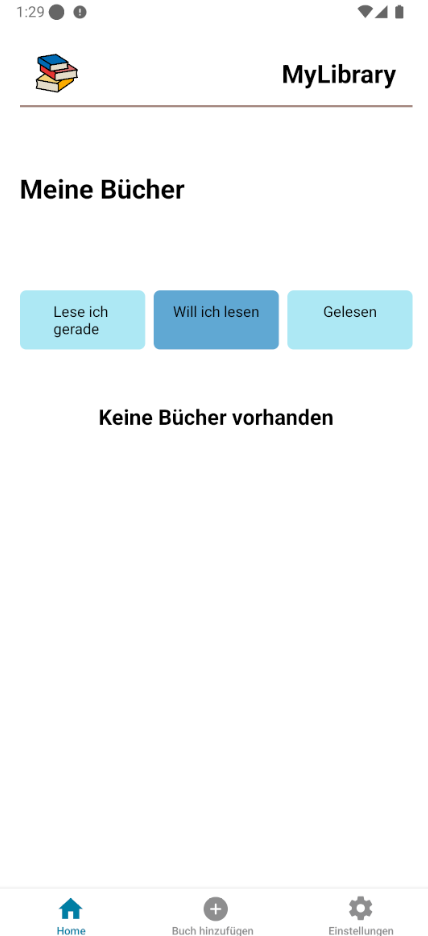 1:29
MyLibrary
Meine Bücher
Lese ich
gerade
Will ich lesen
Gelesen
Keine Bücher vorhanden
Home
Buch hinzufügen
Einstellungen